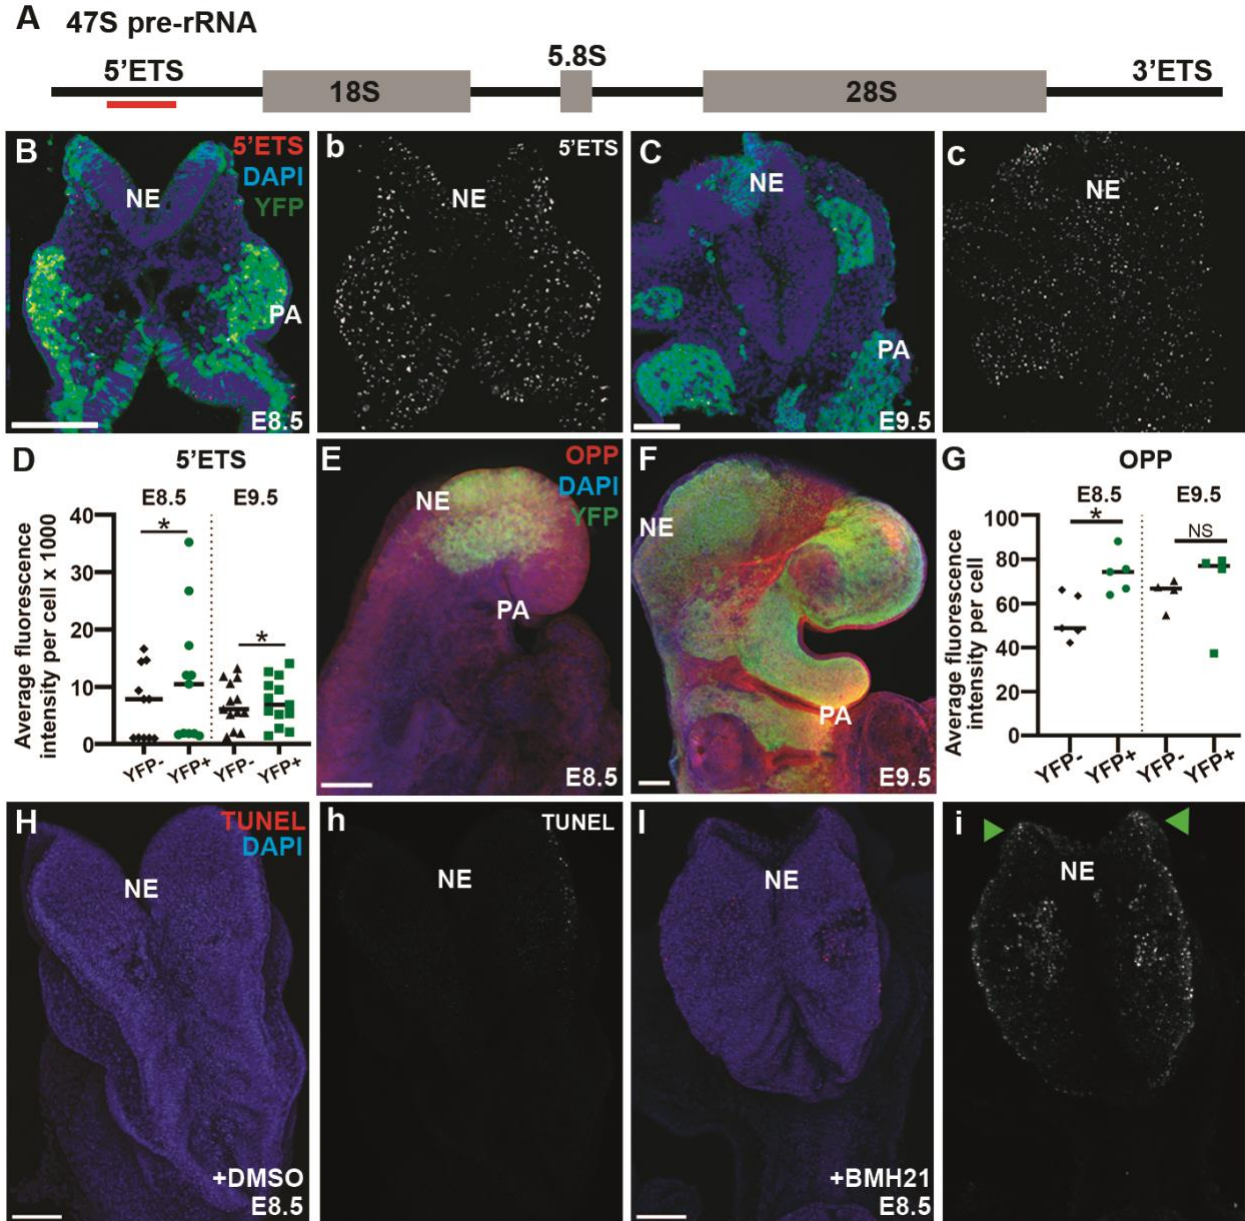 A
47S pre-rRNA
5'ETS
18S
5.8S
28S
3'ETS
B
5'ETS
DAPI
YFP
NE
PA
E8.5
b
5'ETS
NE
C
NE
PA
E9.5
c
NE
D
5'ETS
E8.5
E9.5
Average fluorescence
intensity per cell x 1000
40
30
20
10
0
*
*
YFP-
YFP+
YFP-
YFP+
E
OPP
DAPI
YFP
NE
PA
E8.5
F
NE
PA
E9.5
G
OPP
E8.5
E9.5
Average fluorescence
intensity per cell
100
80
60
40
20
0
*
NS
YFP-
YFP+
YFP-
YFP+
H
TUNEL
DAPI
NE
+DMSO
E8.5
h
TUNEL
NE
I
NE
+BMH21
E8.5
i
NE